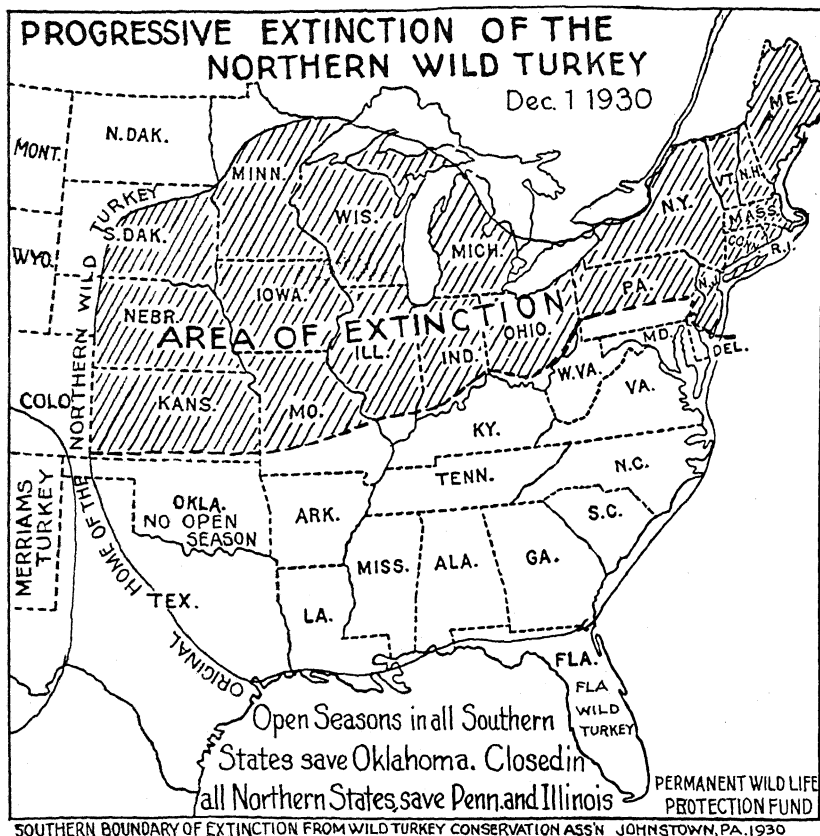 PROGRESSIVE EXTINCTION OF THE
NORTHERN WILD TURKEY
Dec. 1 1930
MONT.
N. DAK.
MINN.
ME.
WIS.
MICH.
N.Y.
VT.
N.H.
MASS.
CON.
R.I.
WYO.
S. DAK.
IOWA.
NEBR.
PA.
N.J.
AREA OF EXTINCTION
ILL.
IND.
OHIO.
MD.
DEL.
W.VA.
VA.
COLO
KANS.
MO.
KY.
TENN.
N.C.
S.C.
ORIGINAL HOME OF THE NORTHERN WILD TURKEY
MERRIAMS
TURKEY
OKLA.
NO OPEN
SEASON
ARK.
MISS.
ALA.
GA.
TEX.
LA.
FLA.
FLA
WILD
TURKEY
Open Seasons in all Southern
States save Oklahoma. Closed in
all Northern States, save Penn. and Illinois
PERMANENT WILD LIFE
PROTECTION FUND
SOUTHERN BOUNDARY OF EXTINCTION FROM WILD TURKEY CONSERVATION ASS'N JOHNSTOWN, PA. 1930